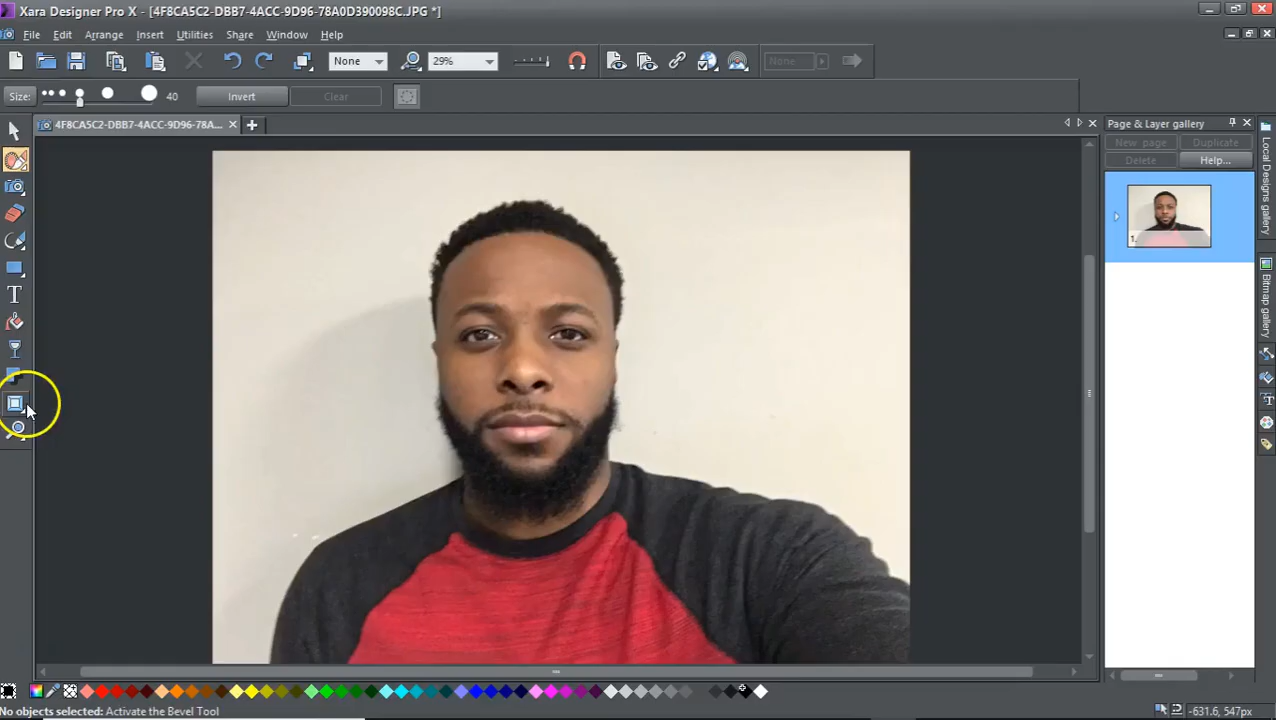 Xara Designer Pro X - [4F8CA5C2-DBB7-4ACC-9D96-78A0D390098C.JPG *]
File Edit Arrange Insert Utilities Share Window Help
None 29% None
Size: 40 Invert Clear
4F8CA5C2-DBB7-4ACC-9D96-78A...
Page & Layer gallery
New page Duplicate
Delete Help...
1.
Local Designs gallery
Bitmap gallery
T
No objects selected: Activate the Bevel Tool
-631.6, 547px